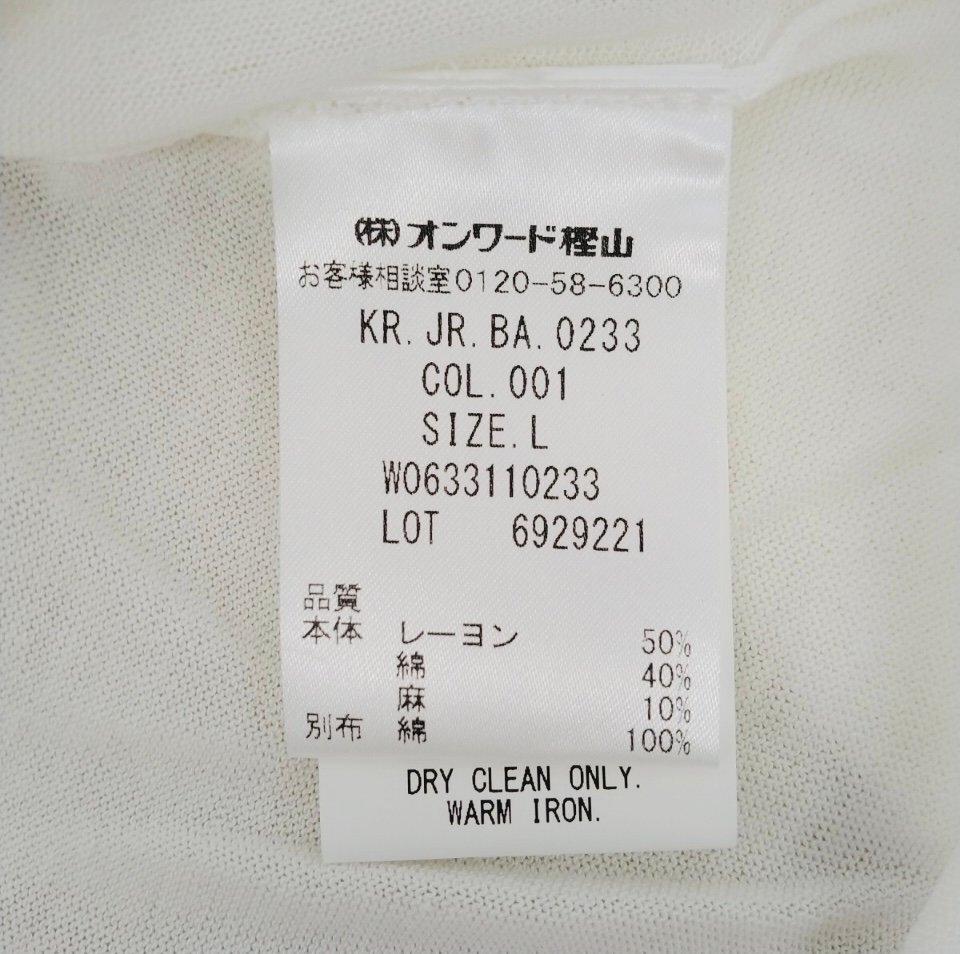 (株)オンワード樫山
お客様相談室0120-58-6300
KR.JR.BA.0233
COL.001
SIZE.L
W0633110233
LOT 6929221
品質
本体 レーヨン 50%
綿 40%
麻 10%
別布 綿 100%
DRY CLEAN ONLY.
WARM IRON.